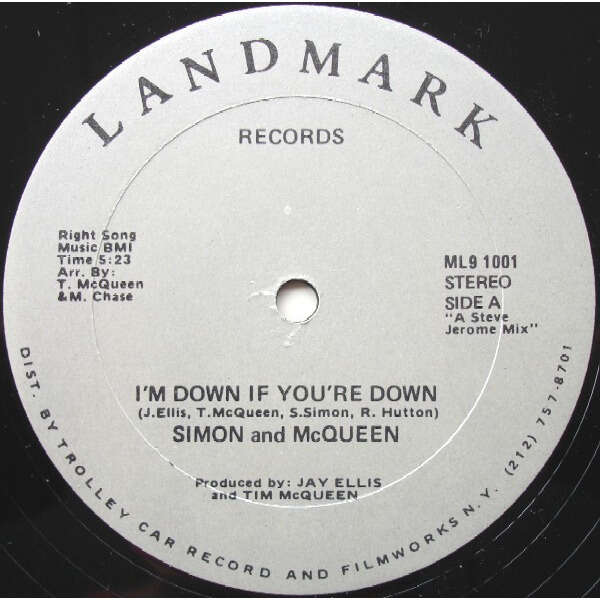 LANDMARK
RECORDS
Right Song
Music BMI
Time 5:23
Arr. By:
T. McQueen
&M. Chase
ML9 1001
STEREO
SIDE A
"A Steve
Jerome Mix"
I'M DOWN IF YOU'RE DOWN
(J.Ellis, T.McQueen, S.Simon, R. Hutton)
SIMON and McQUEEN
Produced by: JAY ELLIS
and TIM McQUEEN
DIST. BY TROLLEY CAR RECORD AND FILMWORKS N.Y. (212) 757-8701